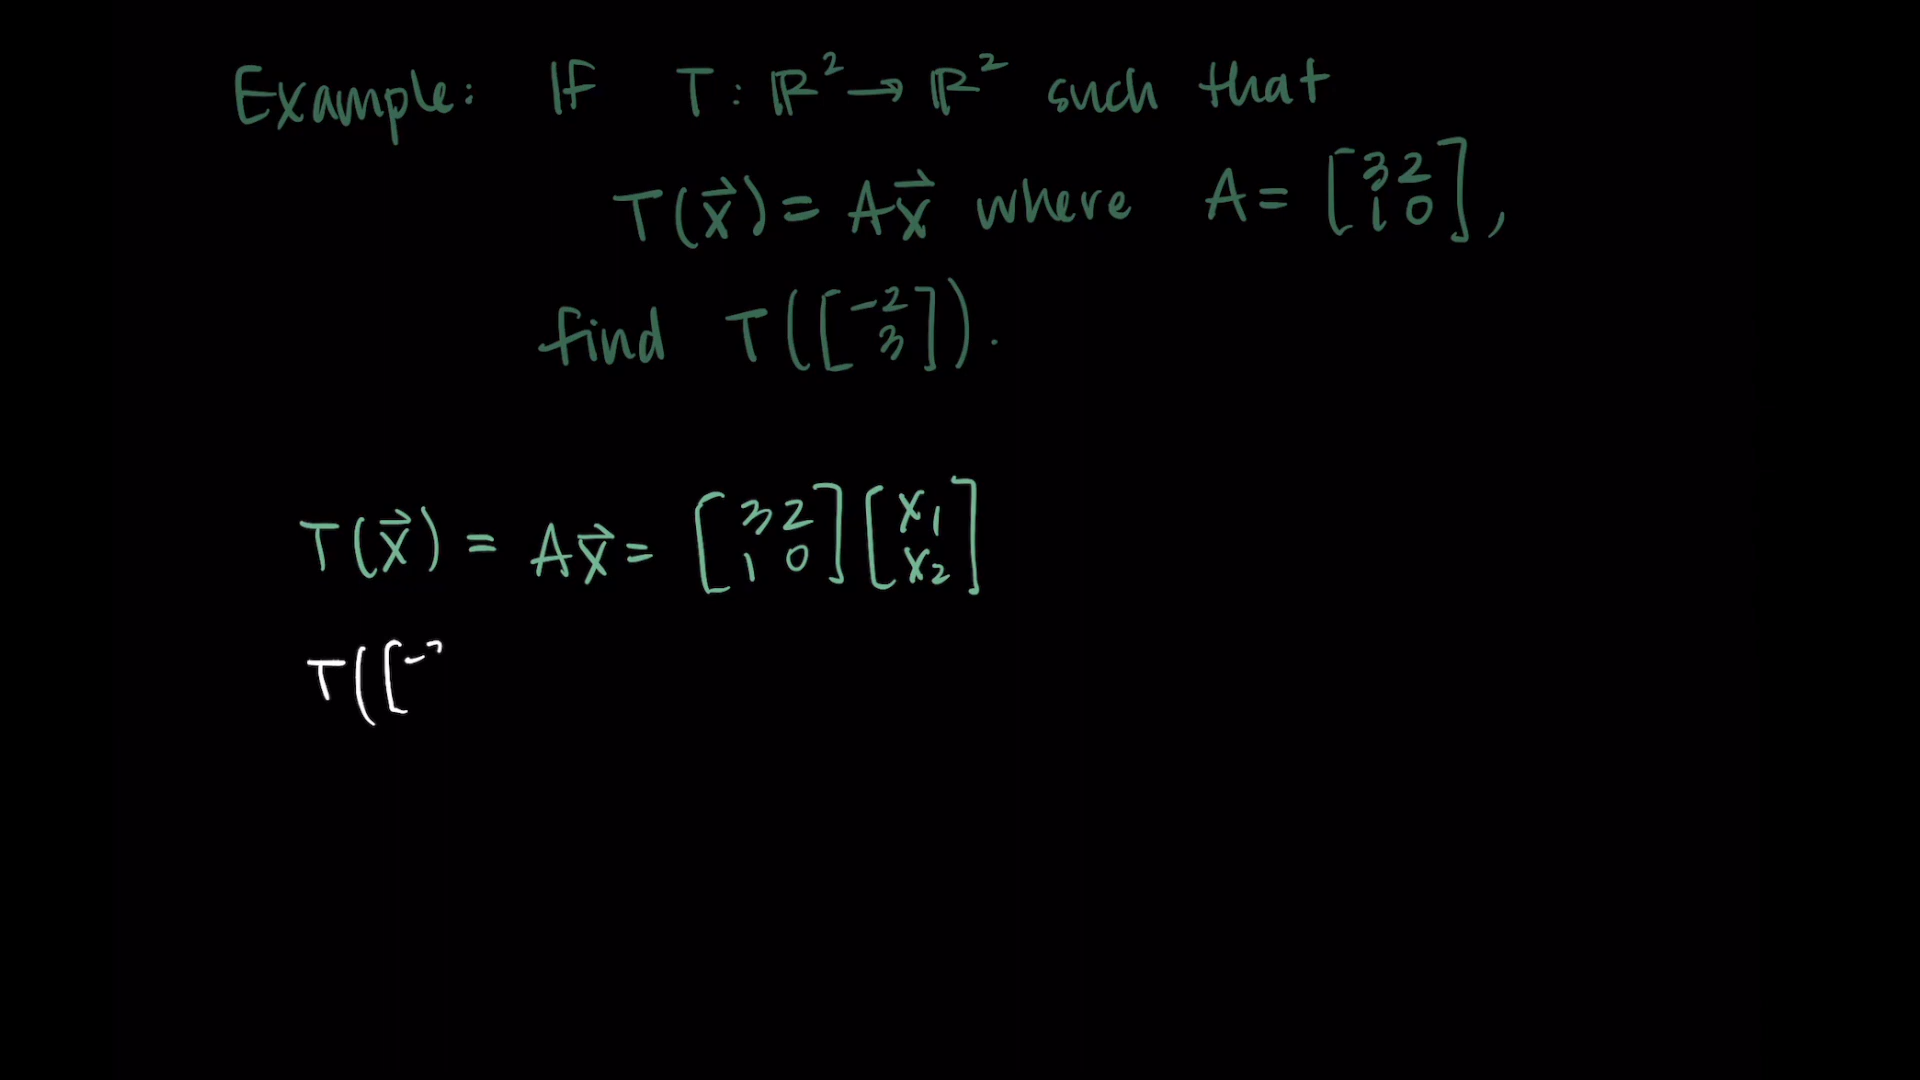 Example: If T: ℝ² → ℝ² such that
T(x⃗) = Ax⃗ where A = [3 2; 1 0],
find T([-2; 3]).
T(x⃗) = Ax⃗ = [3 2; 1 0][x₁; x₂]
T([-